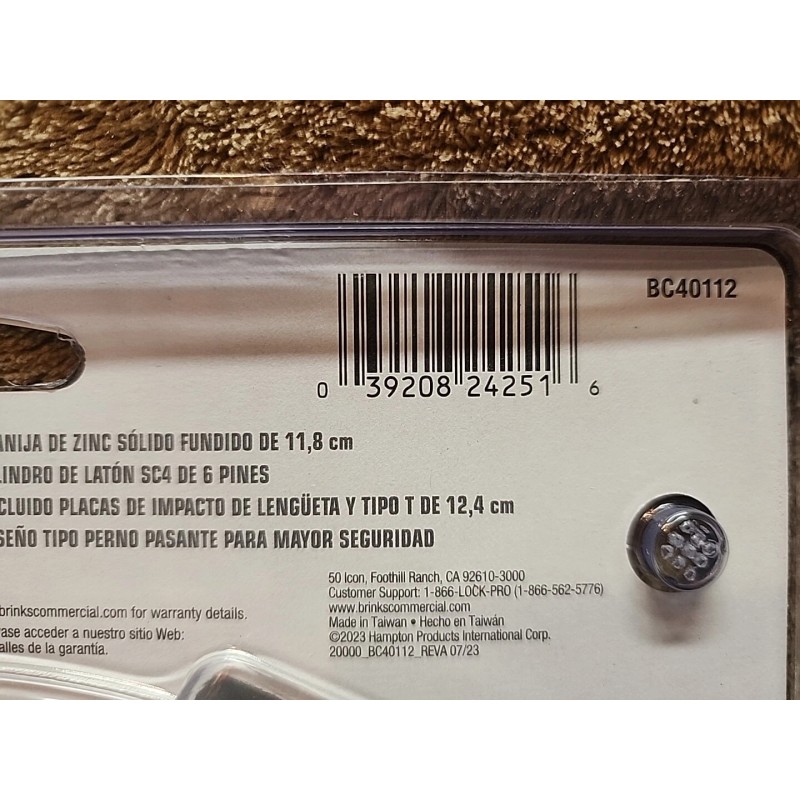 BC40112
0 39208 24251 6
ANIJA DE ZINC SÓLIDO FUNDIDO DE 11,8 cm
LINDRO DE LATÓN SC4 DE 6 PINES
CLUIDO PLACAS DE IMPACTO DE LENGÜETA Y TIPO T DE 12,4 cm
SEÑO TIPO PERNO PASANTE PARA MAYOR SEGURIDAD
brinkscommercial.com for warranty details.
ase acceder a nuestro sitio Web:
alles de la garantía.
50 Icon, Foothill Ranch, CA 92610-3000
Customer Support: 1-866-LOCK-PRO (1-866-562-5776)
www.brinkscommercial.com
Made in Taiwan • Hecho en Taiwán
©2023 Hampton Products International Corp.
20000_BC40112_REVA 07/23